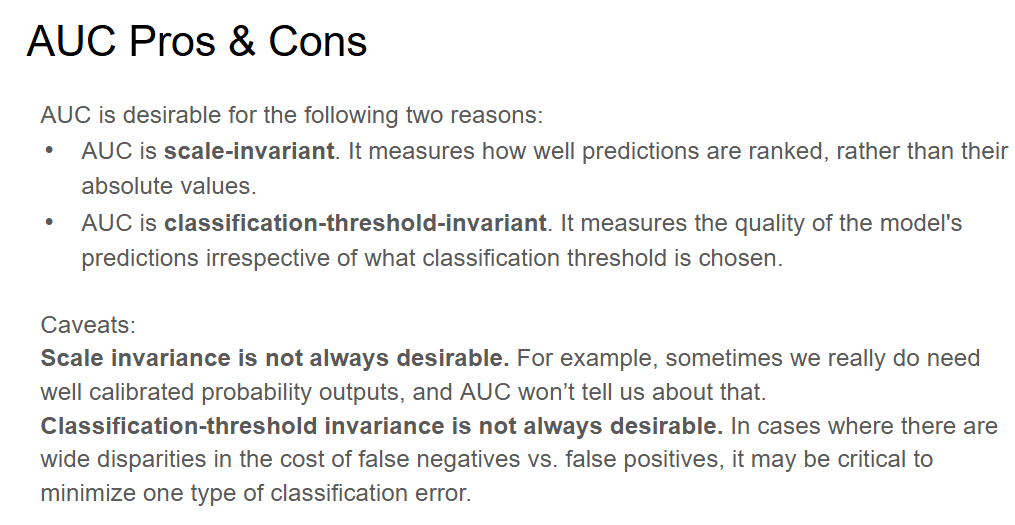 AUC Pros & Cons
AUC is desirable for the following two reasons:
• AUC is scale-invariant. It measures how well predictions are ranked, rather than their
absolute values.
• AUC is classification-threshold-invariant. It measures the quality of the model's
predictions irrespective of what classification threshold is chosen.
Caveats:
Scale invariance is not always desirable. For example, sometimes we really do need
well calibrated probability outputs, and AUC won’t tell us about that.
Classification-threshold invariance is not always desirable. In cases where there are
wide disparities in the cost of false negatives vs. false positives, it may be critical to
minimize one type of classification error.